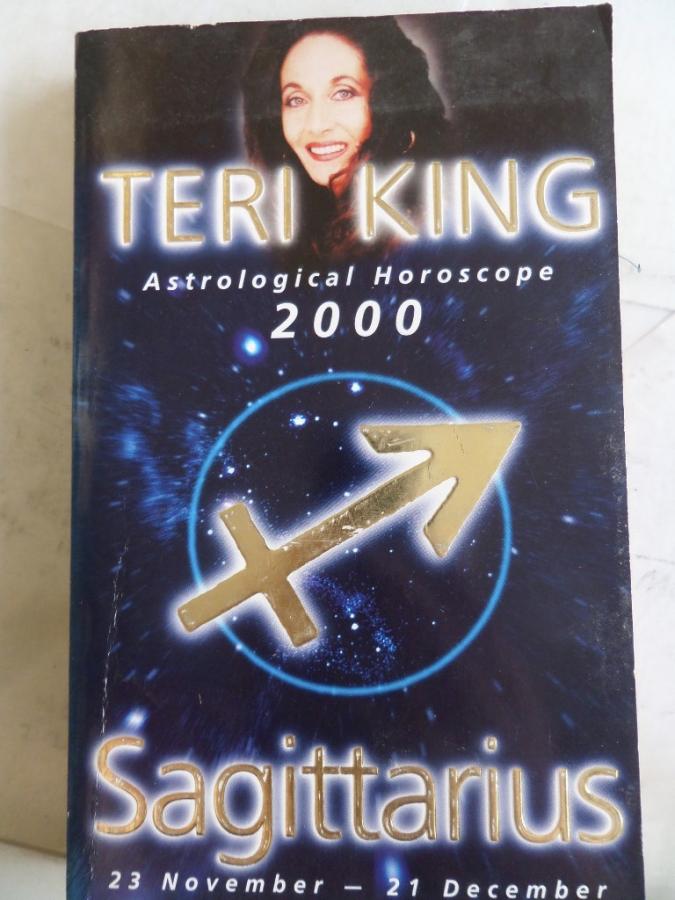 TERI KING
Astrological Horoscope
2000
Sagittarius
23 November – 21 December